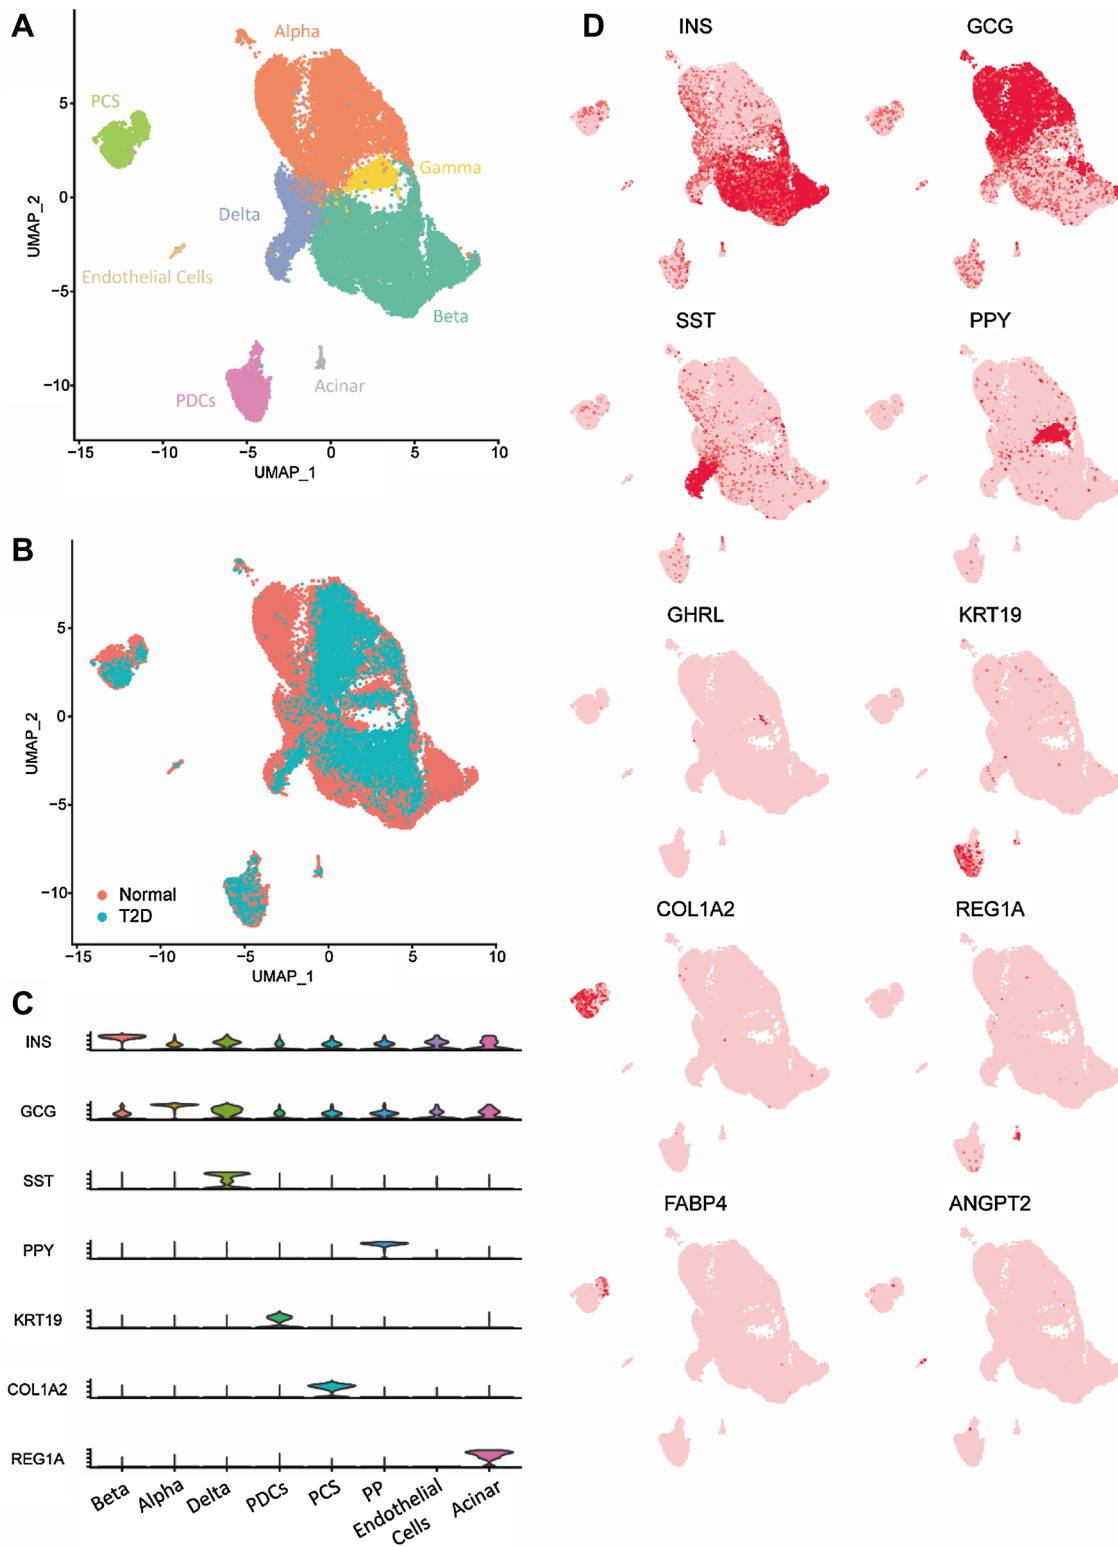 A
Alpha
PCS
Gamma
Delta
Endothelial Cells
Beta
Acinar
PDCs
5
0
−5
−10
UMAP_2
−15
−10
−5
0
5
10
UMAP_1
B
5
0
−5
−10
UMAP_2
Normal
T2D
−15
−10
−5
0
5
10
UMAP_1
C
INS
GCG
SST
PPY
KRT19
COL1A2
REG1A
Beta
Alpha
Delta
PDCs
PCS
PP
Endothelial
Cells
Acinar
D
INS
GCG
SST
PPY
GHRL
KRT19
COL1A2
REG1A
FABP4
ANGPT2